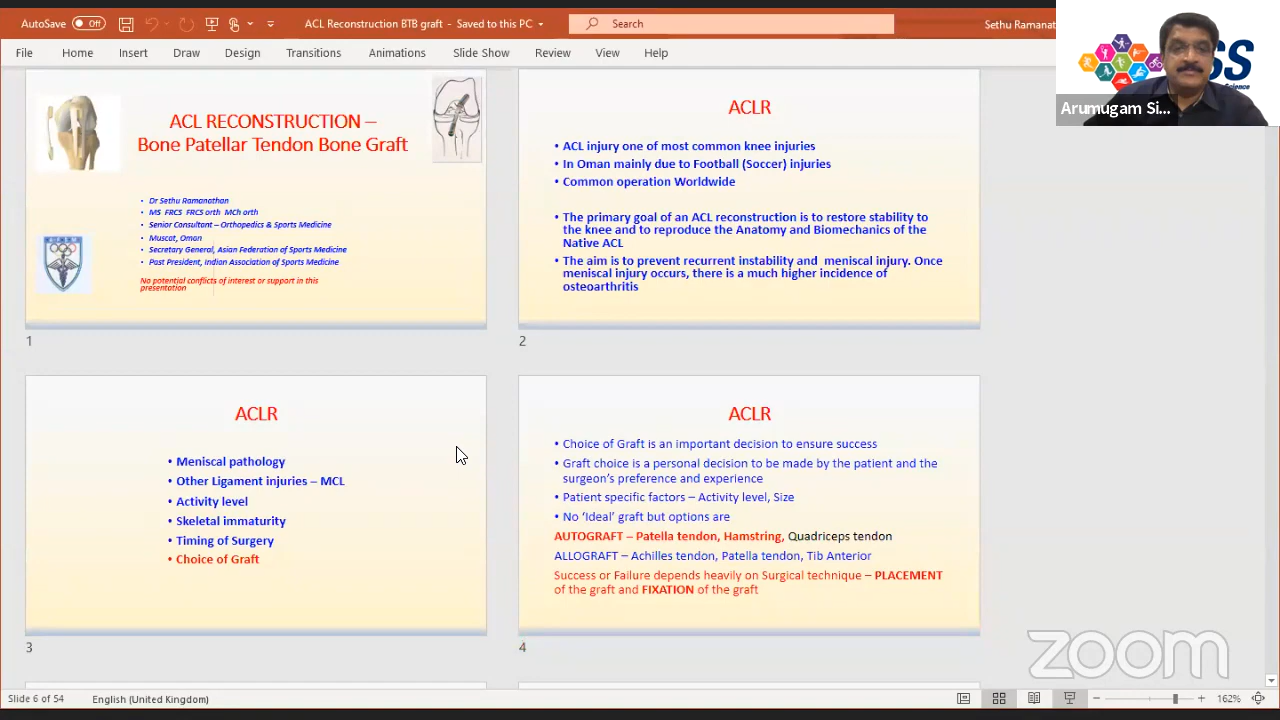 AutoSave Off
ACL Reconstruction BTB graft - Saved to this PC
Search
Sethu Ramanat
File Home Insert Draw Design Transitions Animations Slide Show Review View Help
SS
Science
Arumugam Si...
ACL RECONSTRUCTION –
Bone Patellar Tendon Bone Graft
• Dr Sethu Ramanathan
• MS FRCS FRCS orth MCh orth
• Senior Consultant – Orthopedics & Sports Medicine
• Muscat, Oman
• Secretary General, Asian Federation of Sports Medicine
• Past President, Indian Association of Sports Medicine
No potential conflicts of interest or support in this
presentation
1
ACLR
• ACL injury one of most common knee injuries
• In Oman mainly due to Football (Soccer) injuries
• Common operation Worldwide
• The primary goal of an ACL reconstruction is to restore stability to
the knee and to reproduce the Anatomy and Biomechanics of the
Native ACL
• The aim is to prevent recurrent instability and meniscal injury. Once
meniscal injury occurs, there is a much higher incidence of
osteoarthritis
2
ACLR
• Meniscal pathology
• Other Ligament injuries – MCL
• Activity level
• Skeletal immaturity
• Timing of Surgery
• Choice of Graft
3
ACLR
• Choice of Graft is an important decision to ensure success
• Graft choice is a personal decision to be made by the patient and the
surgeon's preference and experience
• Patient specific factors – Activity level, Size
• No 'Ideal' graft but options are
AUTOGRAFT – Patella tendon, Hamstring, Quadriceps tendon
ALLOGRAFT – Achilles tendon, Patella tendon, Tib Anterior
Success or Failure depends heavily on Surgical technique – PLACEMENT
of the graft and FIXATION of the graft
4
zoom
Slide 6 of 54 English (United Kingdom)
162%